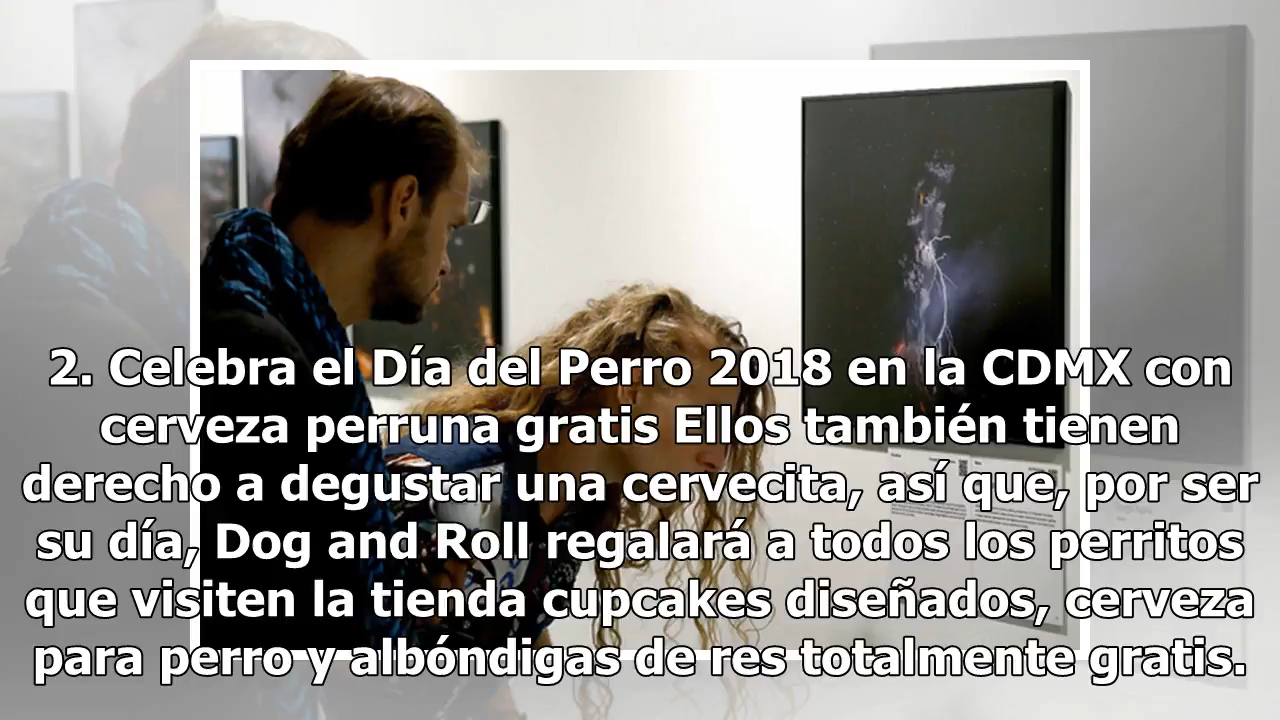 2. Celebra el Día del Perro 2018 en la CDMX con
cerveza perruna gratis Ellos también tienen
derecho a degustar una cervecita, así que, por ser
su día, Dog and Roll regalará a todos los perritos
que visiten la tienda cupcakes diseñados, cerveza
para perro y albóndigas de res totalmente gratis.